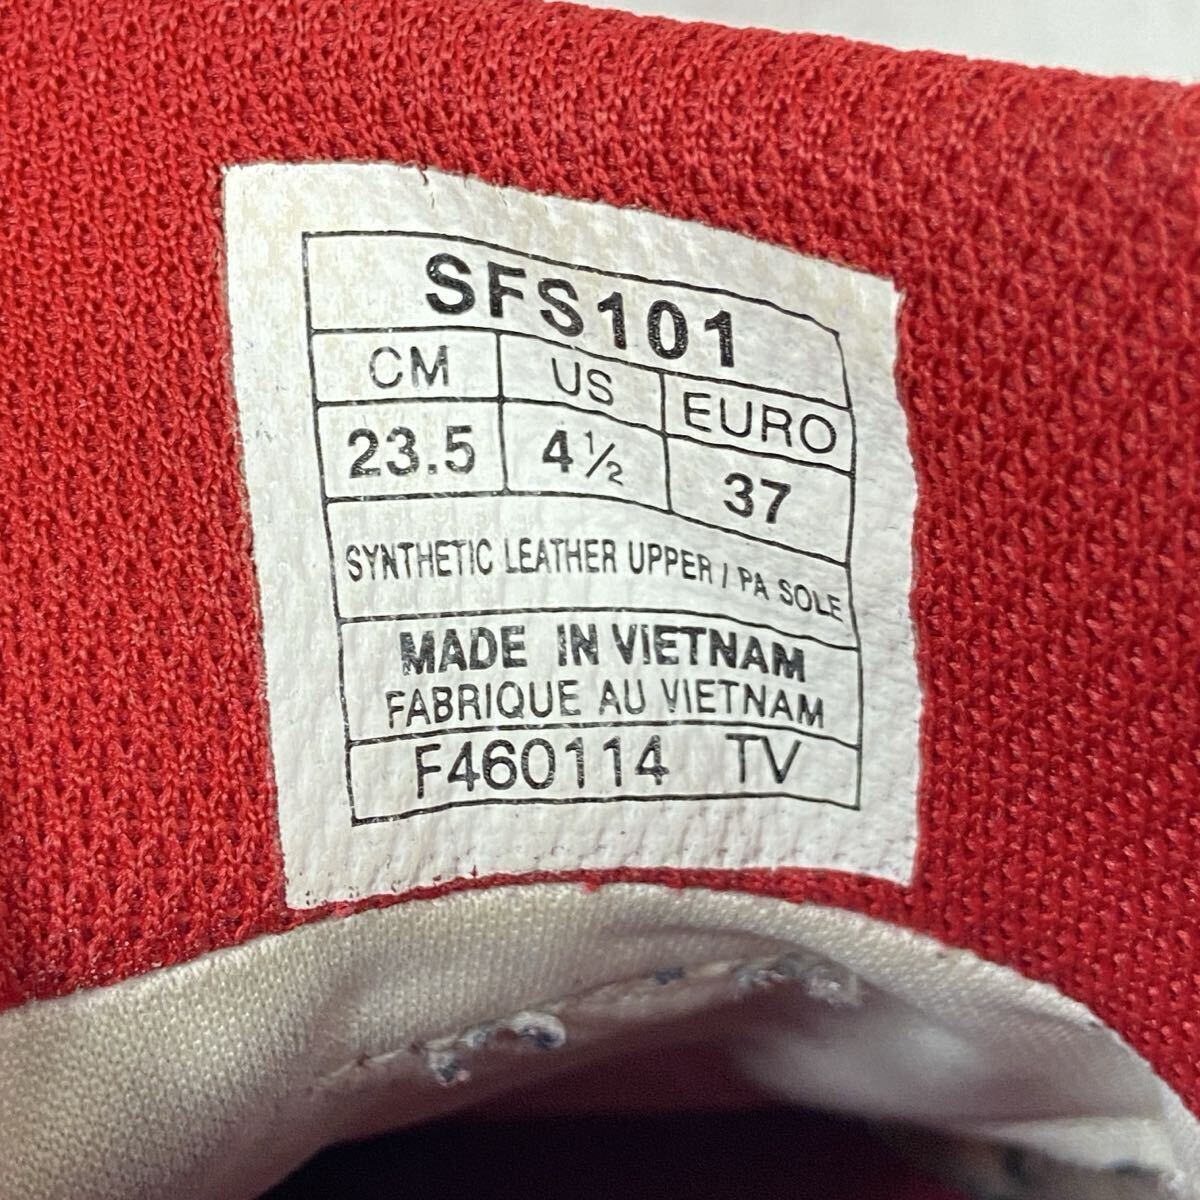 SFS101
CM US EURO
23.5 4½ 37
SYNTHETIC LEATHER UPPER / PA SOLE
MADE IN VIETNAM
FABRIQUE AU VIETNAM
F460114 TV